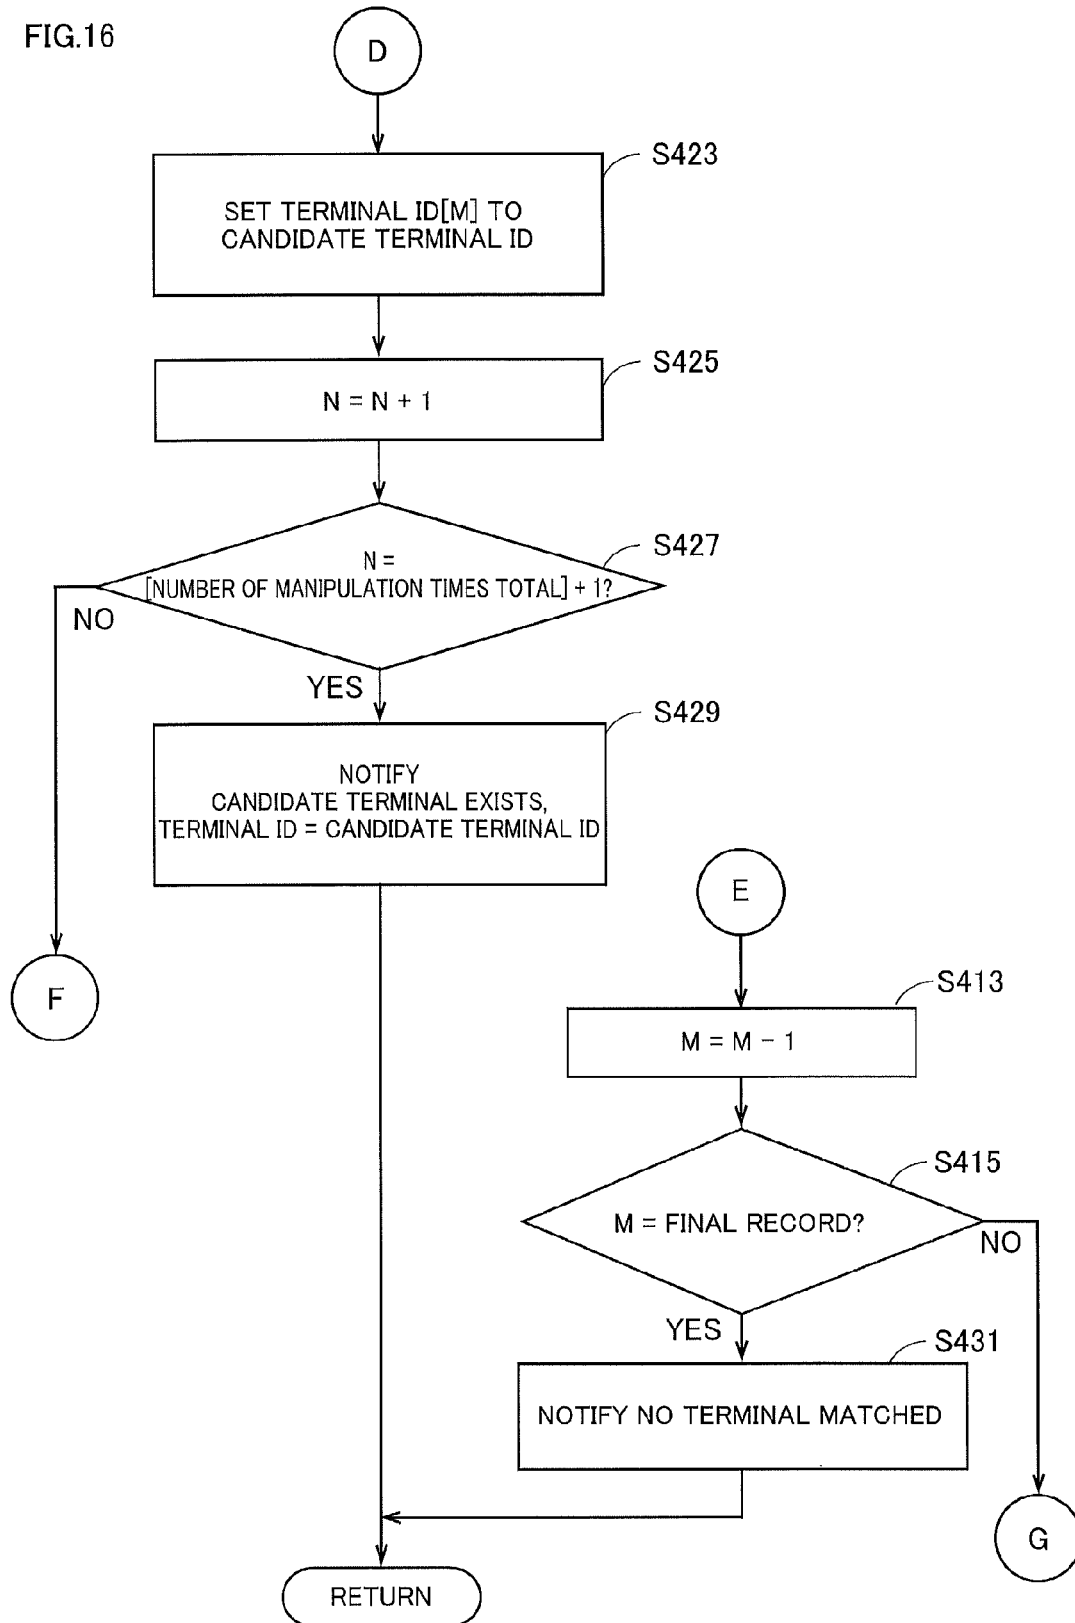 FIG.16
D
S423
SET TERMINAL ID[M] TO
CANDIDATE TERMINAL ID
S425
N = N + 1
S427
N =
[NUMBER OF MANIPULATION TIMES TOTAL] + 1?
NO
YES
S429
NOTIFY
CANDIDATE TERMINAL EXISTS,
TERMINAL ID = CANDIDATE TERMINAL ID
F
E
S413
M = M - 1
S415
M = FINAL RECORD?
NO
YES
S431
NOTIFY NO TERMINAL MATCHED
G
RETURN